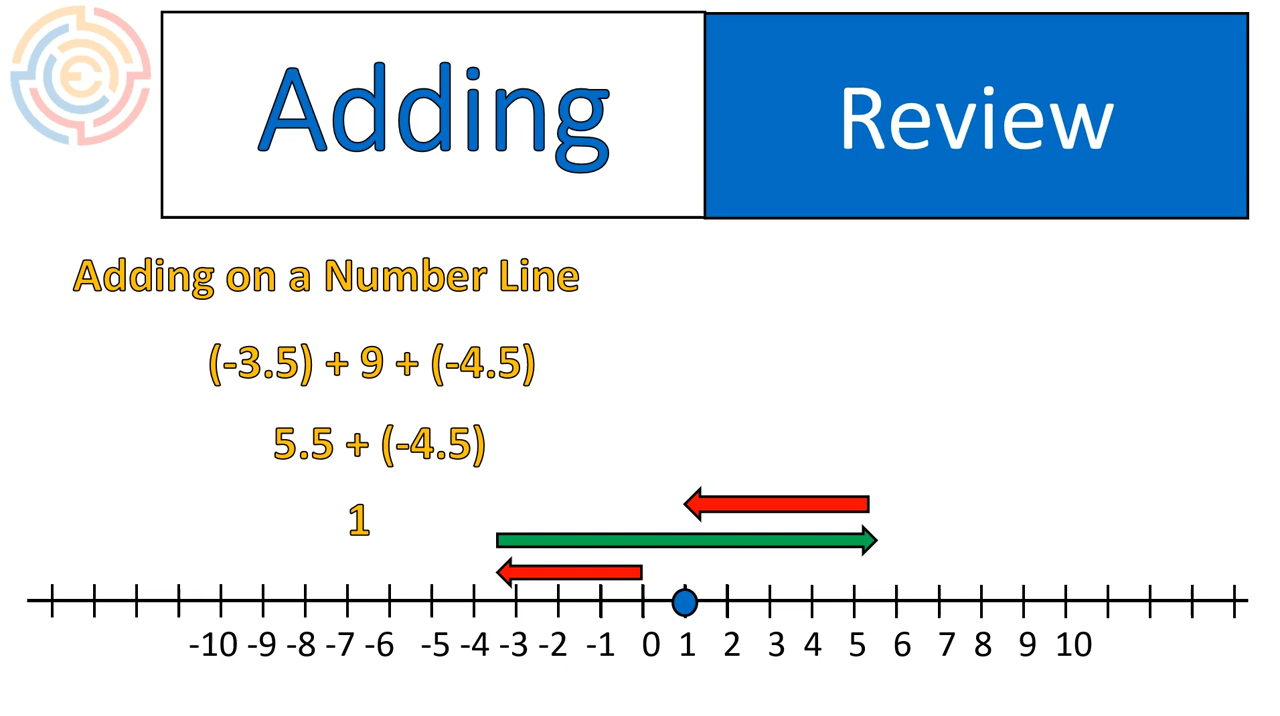 Adding
Review
Adding on a Number Line
(-3.5) + 9 + (-4.5)
5.5 + (-4.5)
1
-10 -9 -8 -7 -6 -5 -4 -3 -2 -1 0 1 2 3 4 5 6 7 8 9 10